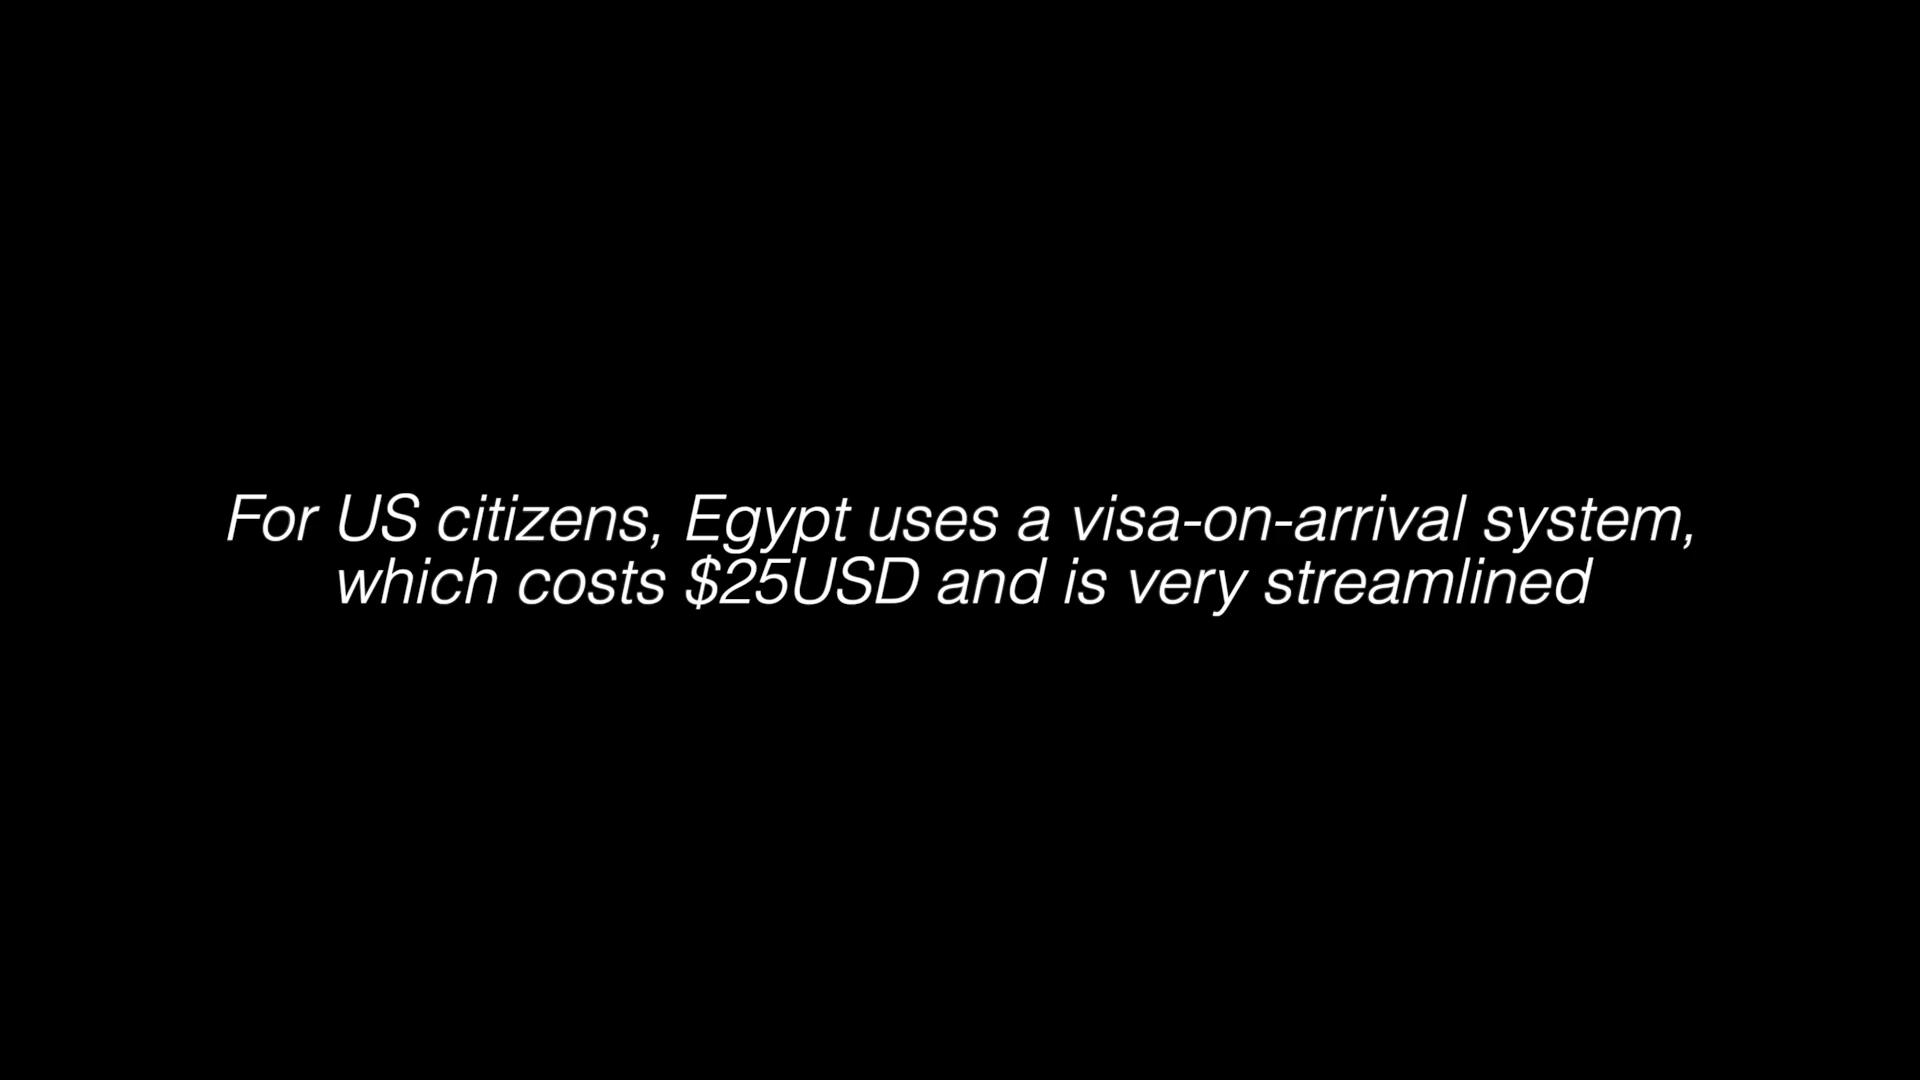 For US citizens, Egypt uses a visa-on-arrival system,
which costs $25USD and is very streamlined